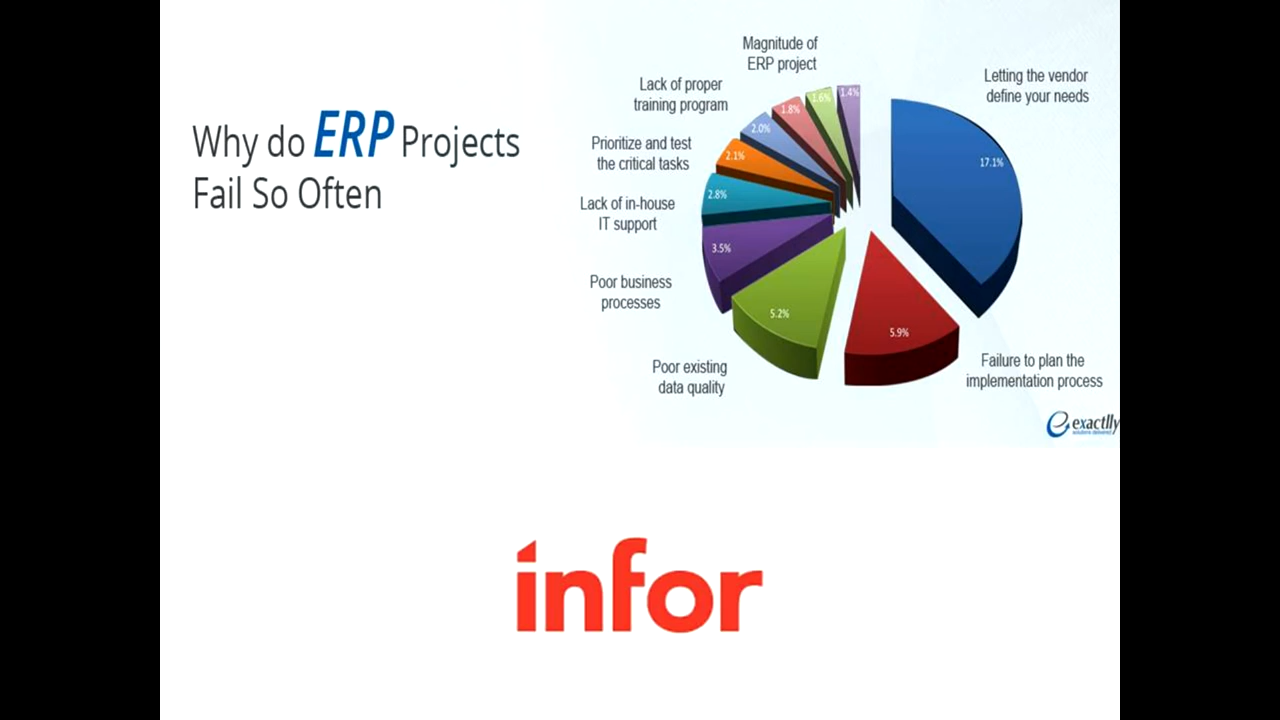 Why do ERP Projects
Fail So Often
Magnitude of
ERP project
Letting the vendor
define your needs
Lack of proper
training program
Prioritize and test
the critical tasks
Lack of in-house
IT support
Poor business
processes
Poor existing
data quality
Failure to plan the
implementation process
17.1%
5.9%
5.2%
3.5%
2.8%
2.1%
2.0%
1.8%
1.6%
1.4%
exactlly
solutions delivered
infor